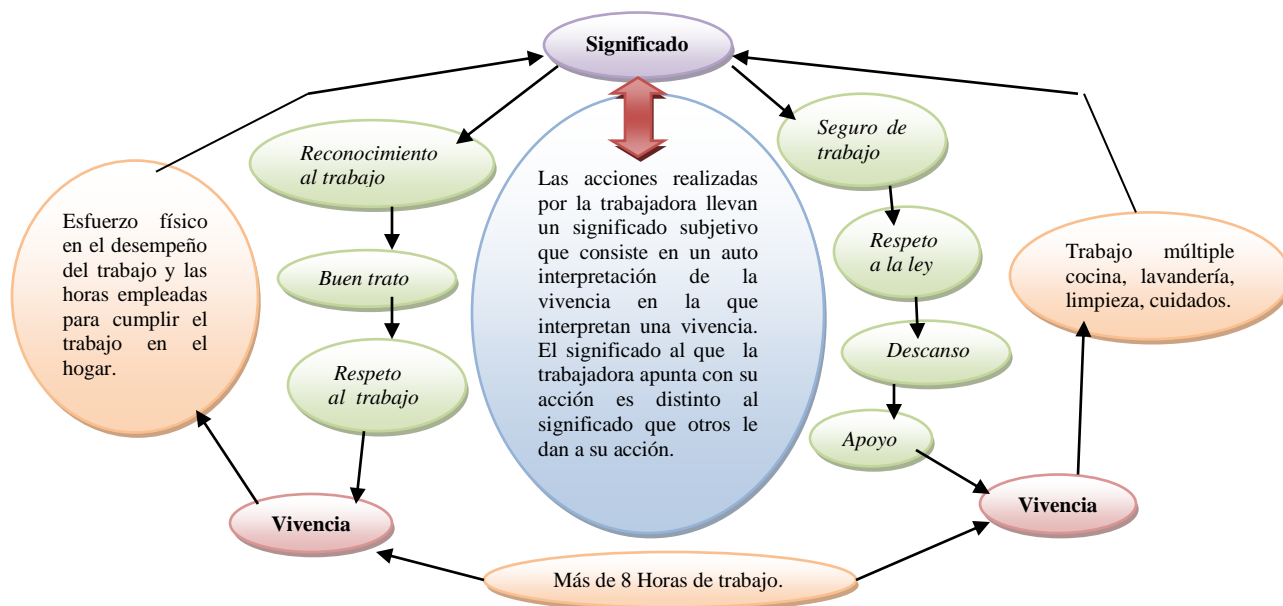 Significado
Reconocimiento
al trabajo
Buen trato
Respeto
al trabajo
Vivencia
Esfuerzo físico
en el desempeño
del trabajo y las
horas empleadas
para cumplir el
trabajo en el
hogar.
Las acciones realizadas
por la trabajadora llevan
un significado subjetivo
que consiste en un auto
interpretación de la
vivencia en la que
interpretan una vivencia.
El significado al que la
trabajadora apunta con su
acción es distinto al
significado que otros le
dan a su acción.
Seguro de
trabajo
Respeto
a la ley
Descanso
Apoyo
Vivencia
Trabajo múltiple
cocina, lavandería,
limpieza, cuidados.
Más de 8 Horas de trabajo.